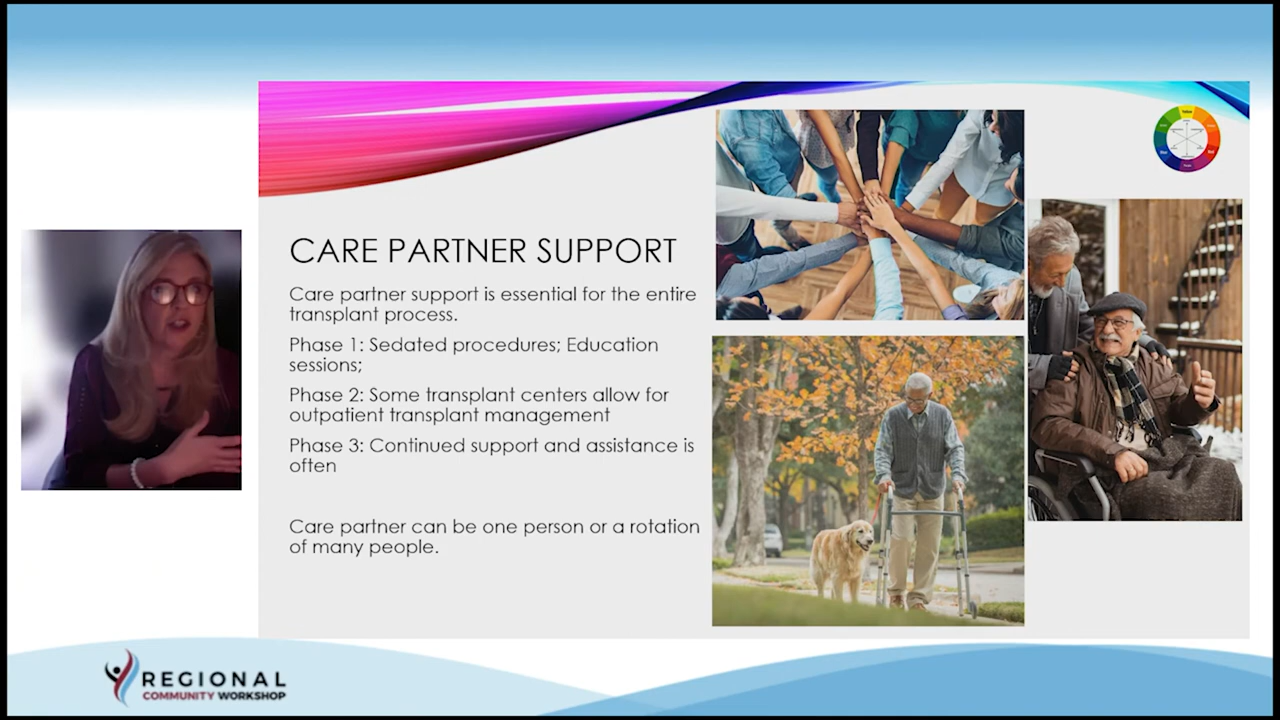 CARE PARTNER SUPPORT
Care partner support is essential for the entire
transplant process.
Phase 1: Sedated procedures; Education
sessions;
Phase 2: Some transplant centers allow for
outpatient transplant management
Phase 3: Continued support and assistance is
often
Care partner can be one person or a rotation
of many people.
REGIONAL
COMMUNITY WORKSHOP